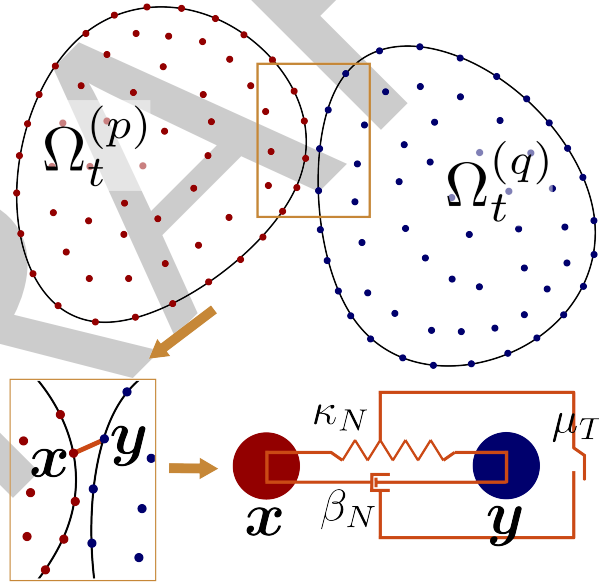 Ω_t^{(p)}
Ω_t^{(q)}
x y
κ_N
μ_T
β_N
x y